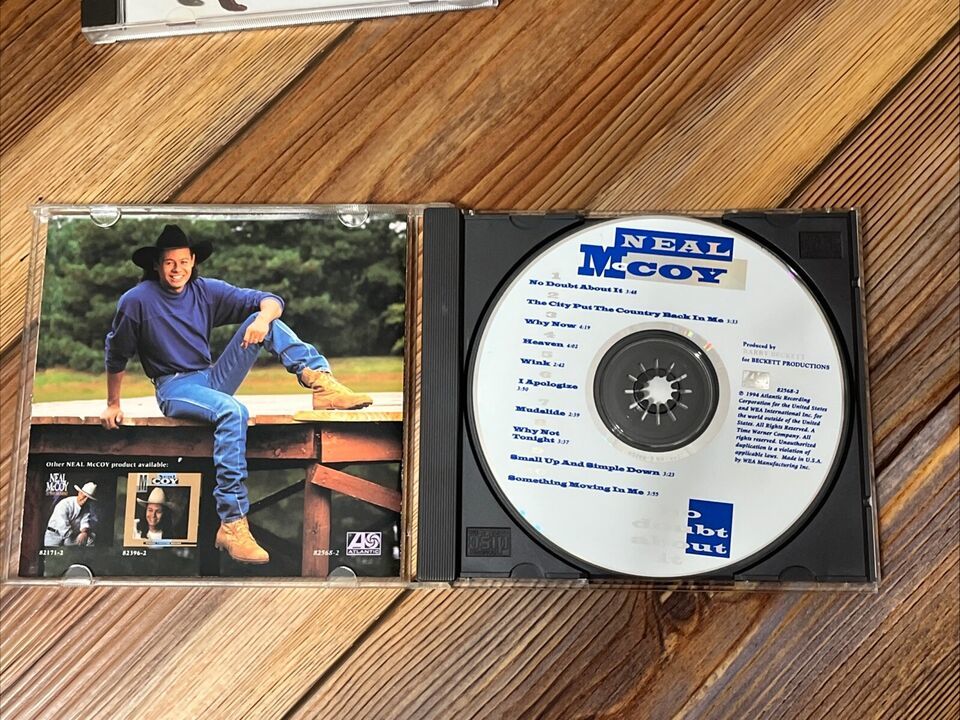 Other NEAL McCOY product available:
NEAL
McCOY
82171-2
McCOY
82396-2
82568-2
ATLANTIC
NEAL
McCOY
1
No Doubt About It 3:48
2
The City Put The Country Back In Me 3:33
3
Why Now 4:19
4
Heaven 4:02
5
Wink 2:42
6
I Apologize
3:50
7
Mudslide 2:39
8
Why Not
Tonight 3:37
Small Up And Simple Down 3:23
Something Moving In Me 3:55
Produced by
BARRY BECKETT
for BECKETT PRODUCTIONS
82568-2
℗ 1994 Atlantic Recording
Corporation for the United States
and WEA International Inc. for
the world outside of the United
States. All Rights Reserved. A
Time Warner Company. All
rights reserved. Unauthorized
duplication is a violation of
applicable laws. Made in U.S.A.
by WEA Manufacturing Inc.
no
doubt
about
it